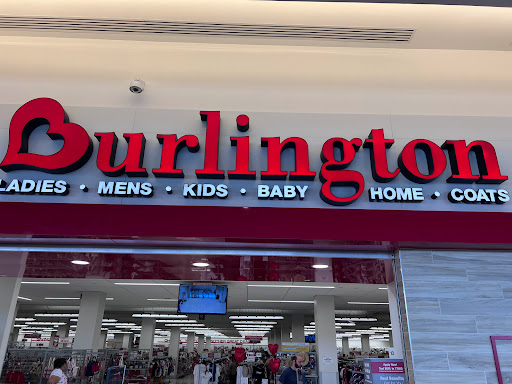 Burlington
LADIES • MENS • KIDS • BABY HOME • COATS